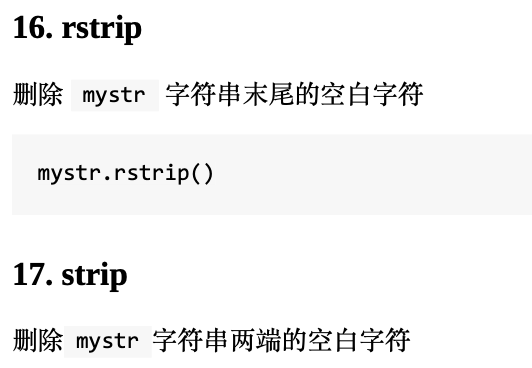 16. rstrip
删除 mystr 字符串末尾的空白字符
mystr.rstrip()
17. strip
删除 mystr 字符串两端的空白字符